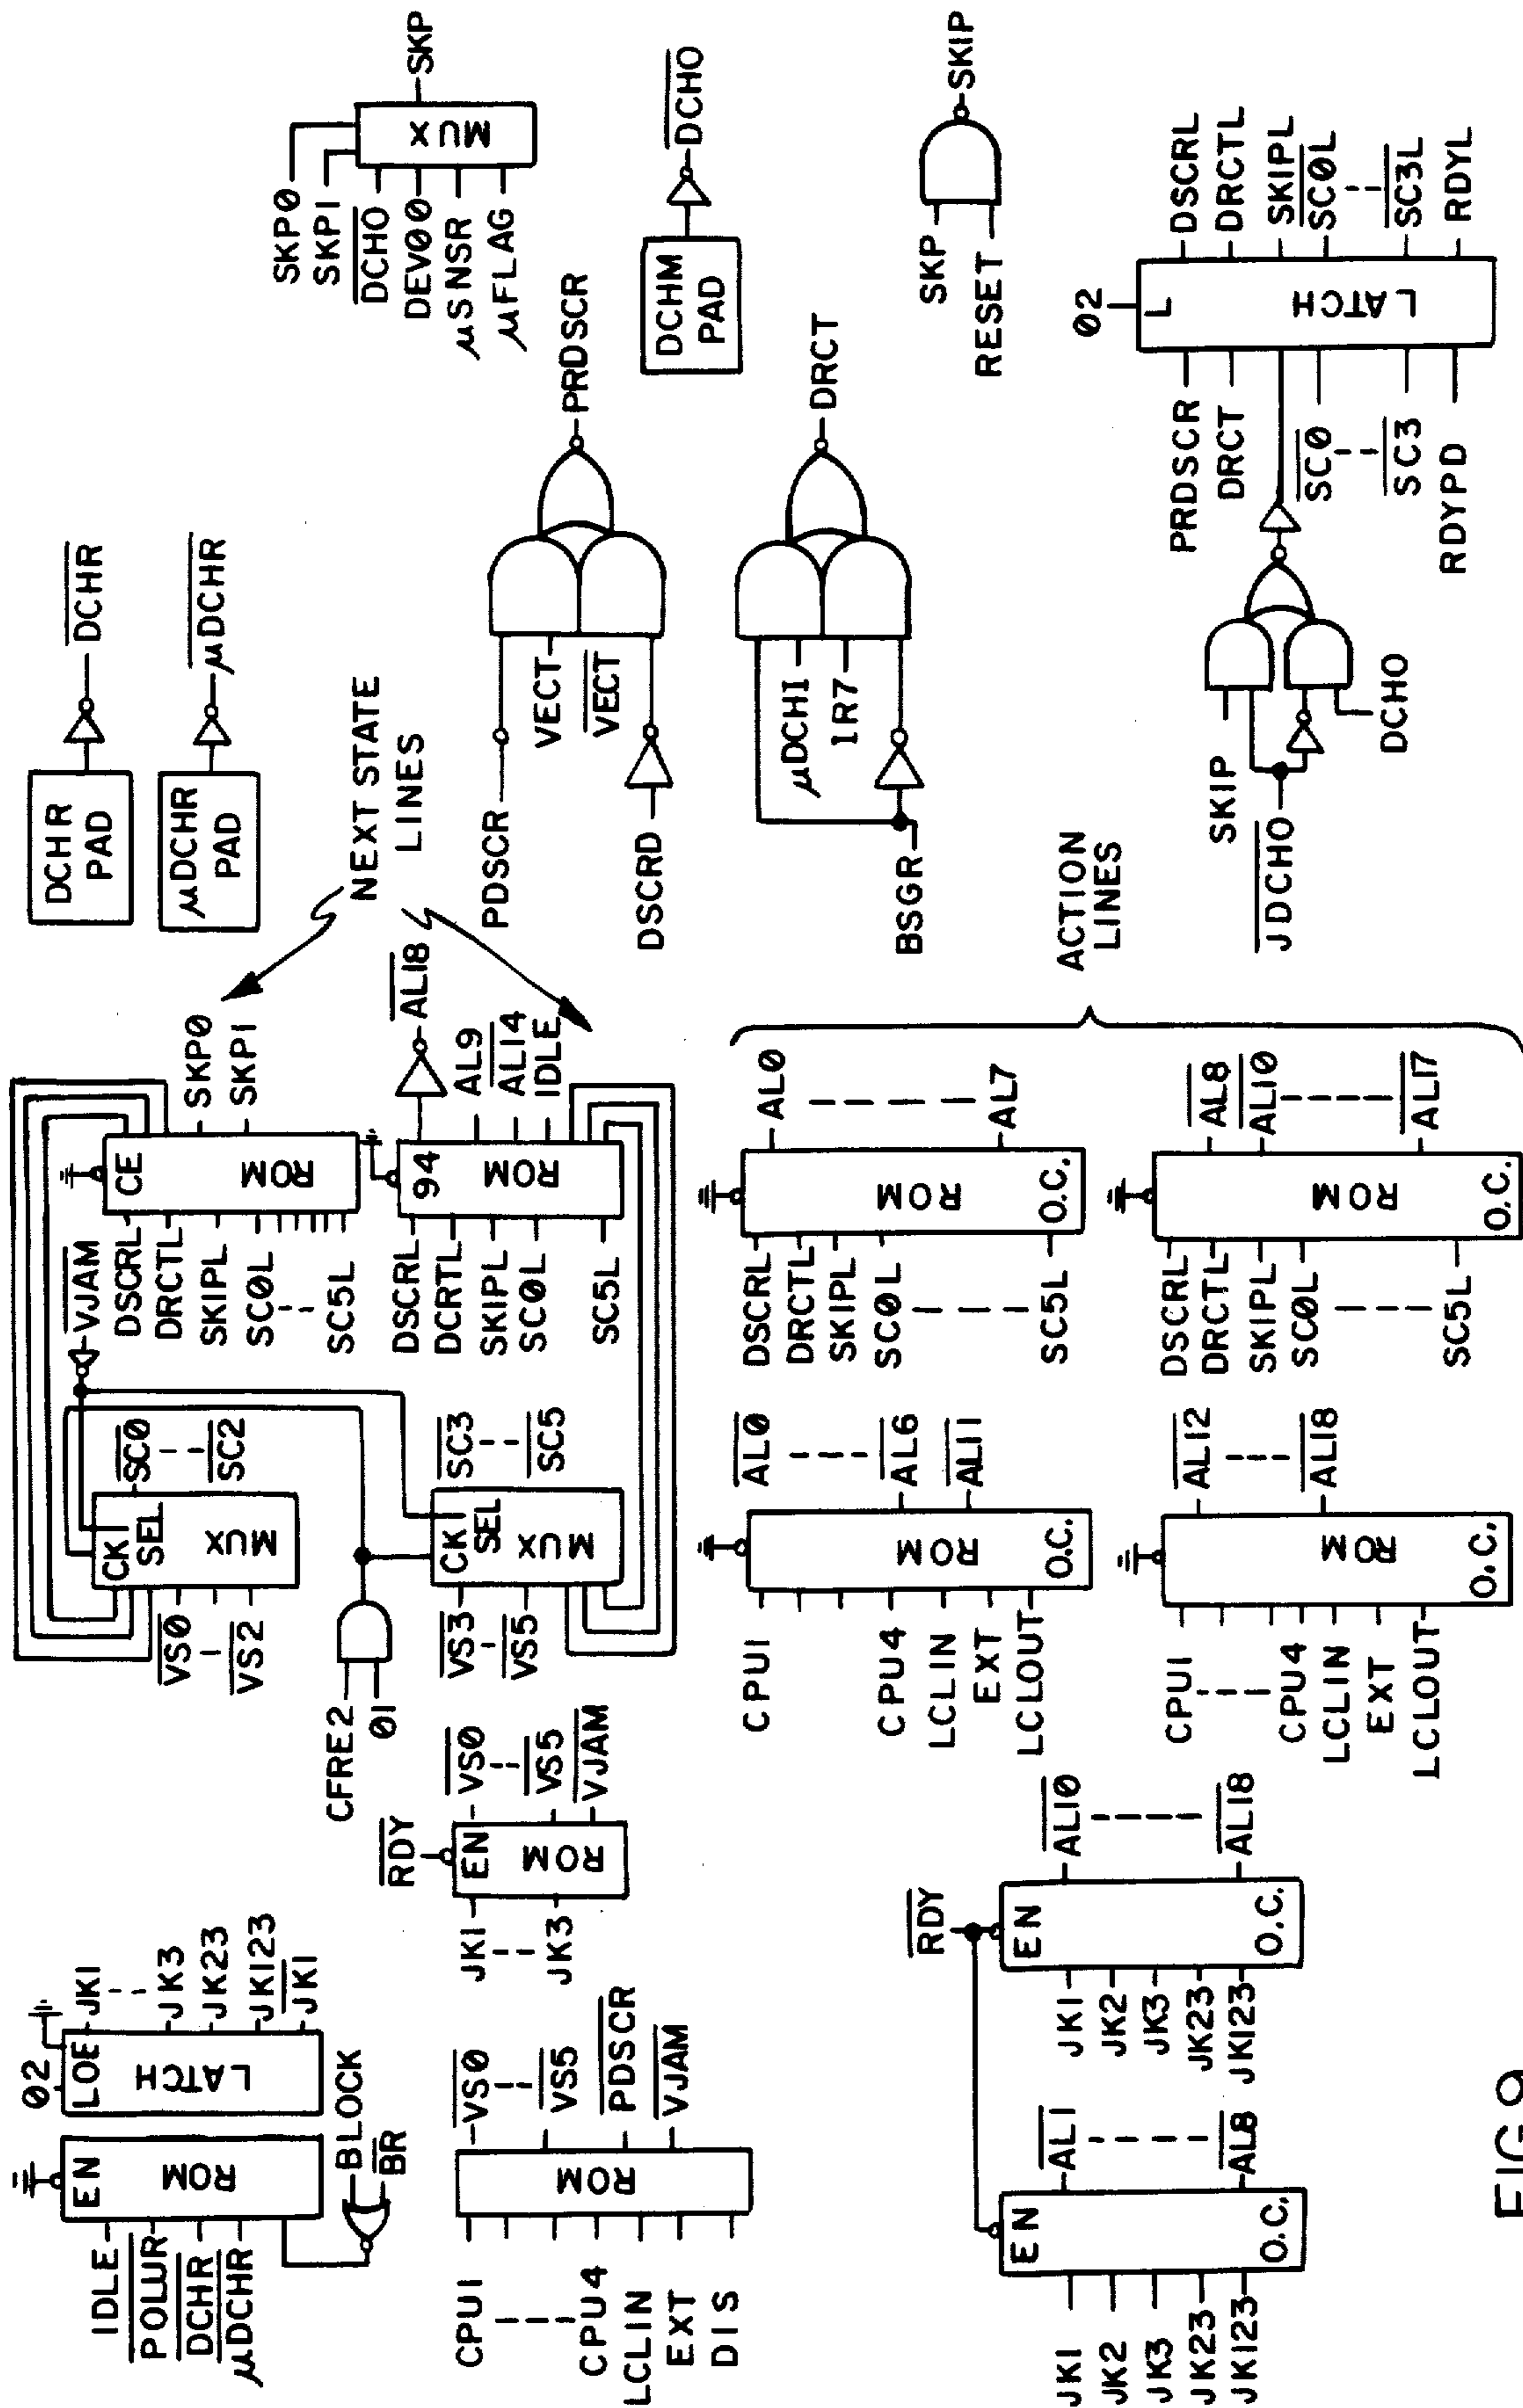 IDLE
POLWR
DCHR
μDCHR
EN
ROM
BLOCK
BR
02
LOE
LATCH
JK1
--
JK3
JK23
JK123
JK1
CPU1
----
CPU4
LCLIN
EXT
DIS
ROM
VS0
--
VS5
PDSCR
VJAM
RDY
JK1
--
JK3
EN
ROM
VS0
--
VS5
VJAM
CFRE2
01
VS0
--
VS2
CK1
SEL
MUX
SC0
--
SC2
VS3
--
VS5
CK1
SEL
MUX
SC3
--
SC5
VJAM
DSCRL
DRCTL
SKIPL
SC0L
--
SC5L
CE
ROM
SKP0
SKP1
DSCRL
DCRTL
SKIPL
SC0L
SC5L
94
ROM
AL18
AL9
AL14
IDLE
NEXT STATE
LINES
DCHR
PAD
DCHR
μDCHR
PAD
μDCHR
PDSCR
VECT
VECT
DSCRD
PRDSCR
SKP0
SKP1
DCHO
DEV00
μSNSR
μFLAG
MUX
SKP
DCHM
PAD
DCHO
BSGR
μDCHI
IR7
DRCT
SKP
RESET
SKIP
SKIP
JDCHO
DCHO
PRDSCR
DRCT
SC0
--
SC3
RDYPD
02
L
LATCH
DSCRL
DRCTL
SKIPL
SC0L
--
SC3L
RDYL
RDY
JK1
JK2
JK3
JK23
JK123
EN
O.C.
AL1
----
AL8
JK1
JK2
JK3
JK23
JK123
EN
O.C.
AL10
----
AL18
CPU1
CPU4
LCLIN
EXT
LCLOUT
ROM
O.C.
AL0
---
AL6
AL11
CPU1
----
CPU4
LCLIN
EXT
LCLOUT
ROM
O.C.
AL12
---
AL18
DSCRL
DRCTL
SKIPL
SC0L
----
SC5L
ROM
O.C.
AL0
-----
AL7
DSCRL
DRCTL
SKIPL
SC0L
----
SC5L
ROM
O.C.
AL8
AL10
----
AL17
ACTION
LINES
FIG.9